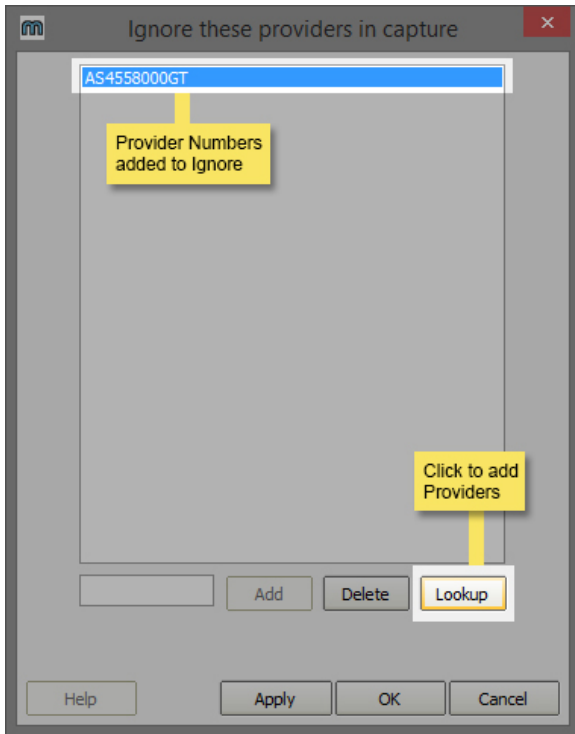 Ignore these providers in capture
AS4558000GT
Provider Numbers
added to Ignore
Click to add
Providers
Add
Delete
Lookup
Help
Apply
OK
Cancel